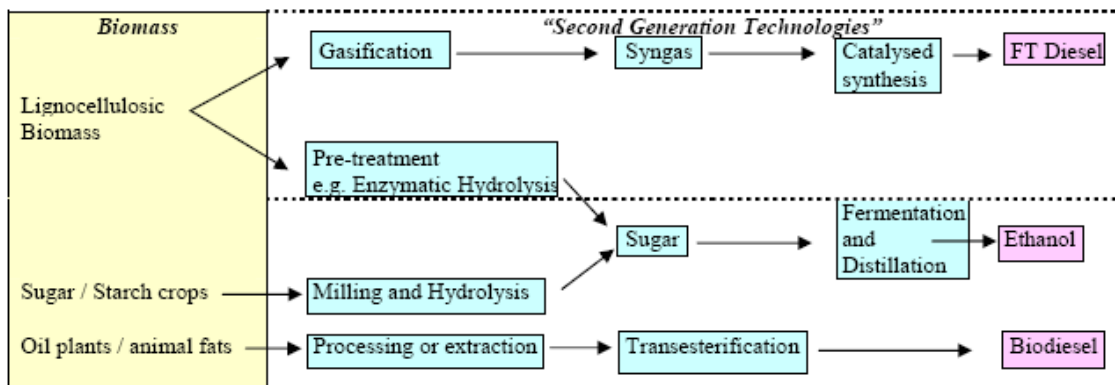 Biomass
“Second Generation Technologies”
Gasification
Syngas
Catalysed
synthesis
FT Diesel
Lignocellulosic
Biomass
Pre-treatment
e.g. Enzymatic Hydrolysis
Sugar
Fermentation
and
Distillation
Ethanol
Sugar / Starch crops
Milling and Hydrolysis
Oil plants / animal fats
Processing or extraction
Transesterification
Biodiesel